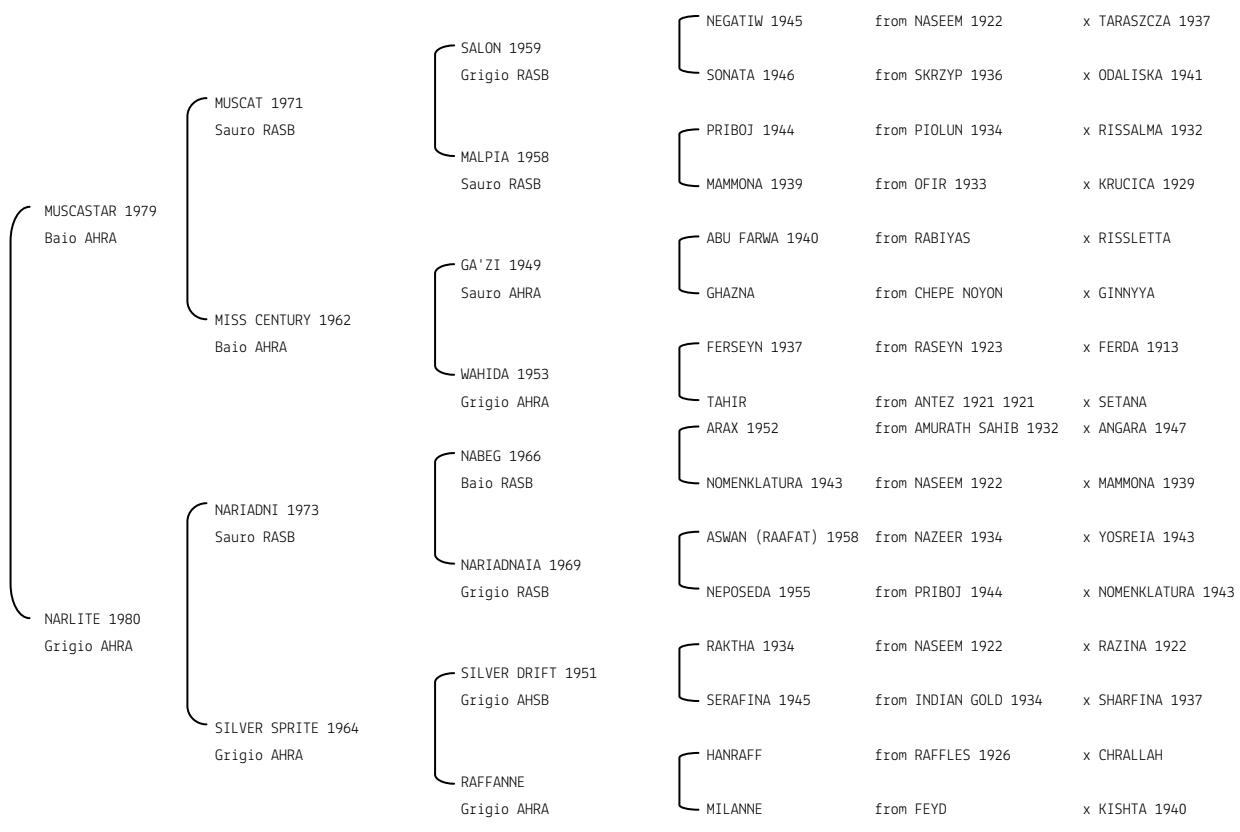 NEGATIW 1945 from NASEEM 1922 x TARASZCZA 1937
SALON 1959
Grigio RASB SONATA 1946 from SKRZYP 1936 x ODALISKA 1941
MUSCAT 1971
Sauro RASB PRIBOJ 1944 from PIOLUN 1934 x RISSALMA 1932
MALPIA 1958
Sauro RASB MAMMONA 1939 from OFIR 1933 x KRUCICA 1929
MUSCASTAR 1979
Baio AHRA ABU FARWA 1940 from RABIYAS x RISSLETTA
GA'ZI 1949
Sauro AHRA GHAZNA from CHEPE NOYON x GINNYYA
MISS CENTURY 1962
Baio AHRA FERSEYN 1937 from RASEYN 1923 x FERDA 1913
WAHIDA 1953
Grigio AHRA TAHIR from ANTEZ 1921 1921 x SETANA
ARAX 1952 from AMURATH SAHIB 1932 x ANGARA 1947
NABEG 1966
Baio RASB NOMENKLATURA 1943 from NASEEM 1922 x MAMMONA 1939
NARIADNI 1973
Sauro RASB ASWAN (RAAFAT) 1958 from NAZEER 1934 x YOSREIA 1943
NARIADNAIA 1969
Grigio RASB NEPOSEDA 1955 from PRIBOJ 1944 x NOMENKLATURA 1943
NARLITE 1980
Grigio AHRA RAKTHA 1934 from NASEEM 1922 x RAZINA 1922
SILVER DRIFT 1951
Grigio AHSB SERAFINA 1945 from INDIAN GOLD 1934 x SHARFINA 1937
SILVER SPRITE 1964
Grigio AHRA HANRAFF from RAFFLES 1926 x CHRALLAH
RAFFANNE
Grigio AHRA MILANNE from FEYD x KISHTA 1940